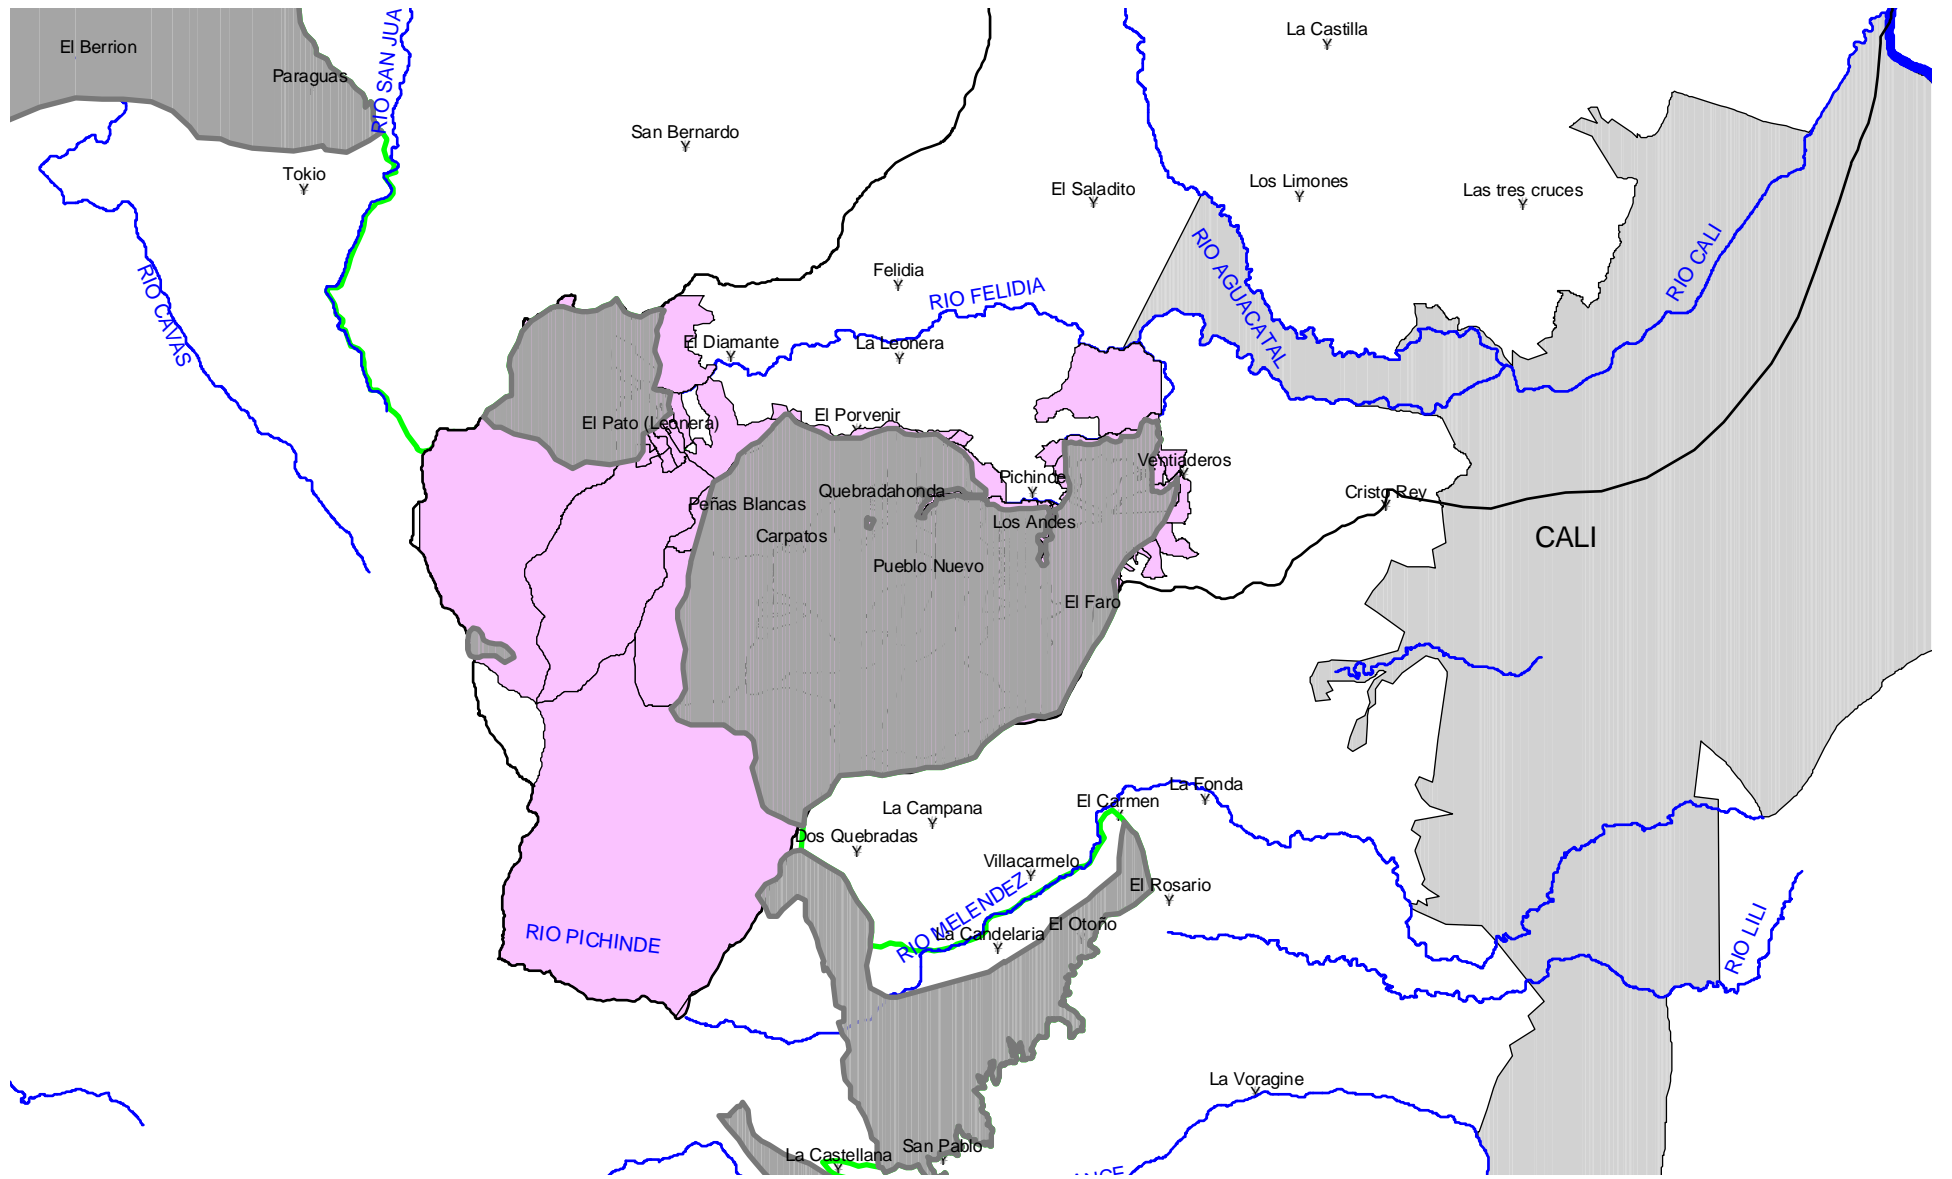 La Castilla
El Berrion
Paraguas
RIO SAN JUA
San Bernardo
Tokio
El Saladito
Los Limones
Las tres cruces
RIO CAVAS
Felidia
RIO FELIDIA
RIO AGUACATAL
RIO CALI
El Diamante
La Leonera
El Pato (Leonera)
El Porvenir
Ventiaderos
Pichinde
Cristo Rey
Peñas Blancas
Quebradahonda
Los Andes
Carpatos
CALI
Pueblo Nuevo
El Faro
La Fonda
El Carmen
La Campana
Dos Quebradas
Villacarmelo
El Rosario
RIO MELENDEZ
El Otoño
La Candelaria
RIO PICHINDE
RIO LILI
La Voragine
San Pablo
La Castellana
ANCE